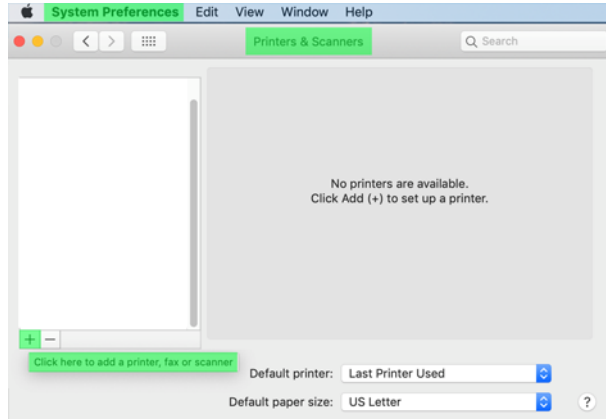 System Preferences Edit View Window Help
Printers & Scanners
Search
No printers are available.
Click Add (+) to set up a printer.
+ −
Click here to add a printer, fax or scanner
Default printer: Last Printer Used
Default paper size: US Letter
?